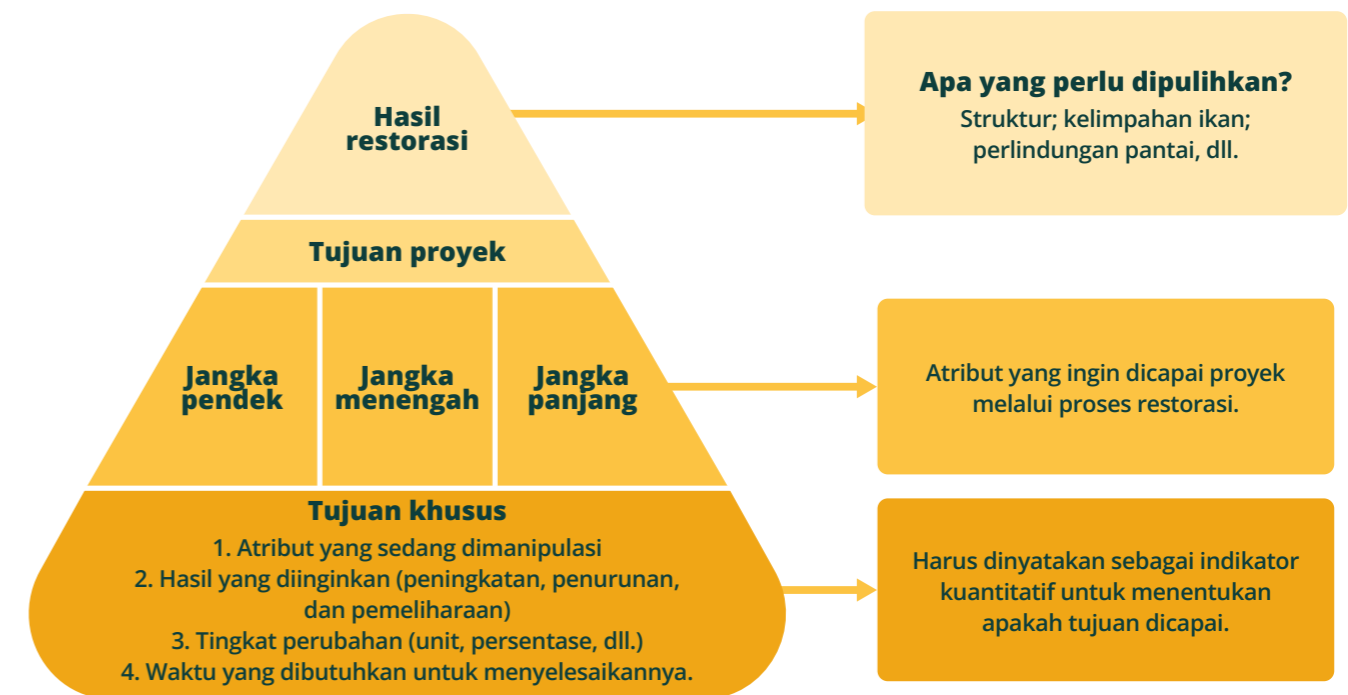 Hasil
restorasi
Apa yang perlu dipulihkan?
Struktur; kelimpahan ikan;
perlindungan pantai, dll.
Tujuan proyek
Jangka
pendek
Jangka
menengah
Jangka
panjang
Atribut yang ingin dicapai proyek
melalui proses restorasi.
Tujuan khusus
1. Atribut yang sedang dimanipulasi
2. Hasil yang diinginkan (peningkatan, penurunan,
dan pemeliharaan)
3. Tingkat perubahan (unit, persentase, dll.)
4. Waktu yang dibutuhkan untuk menyelesaikannya.
Harus dinyatakan sebagai indikator
kuantitatif untuk menentukan
apakah tujuan dicapai.